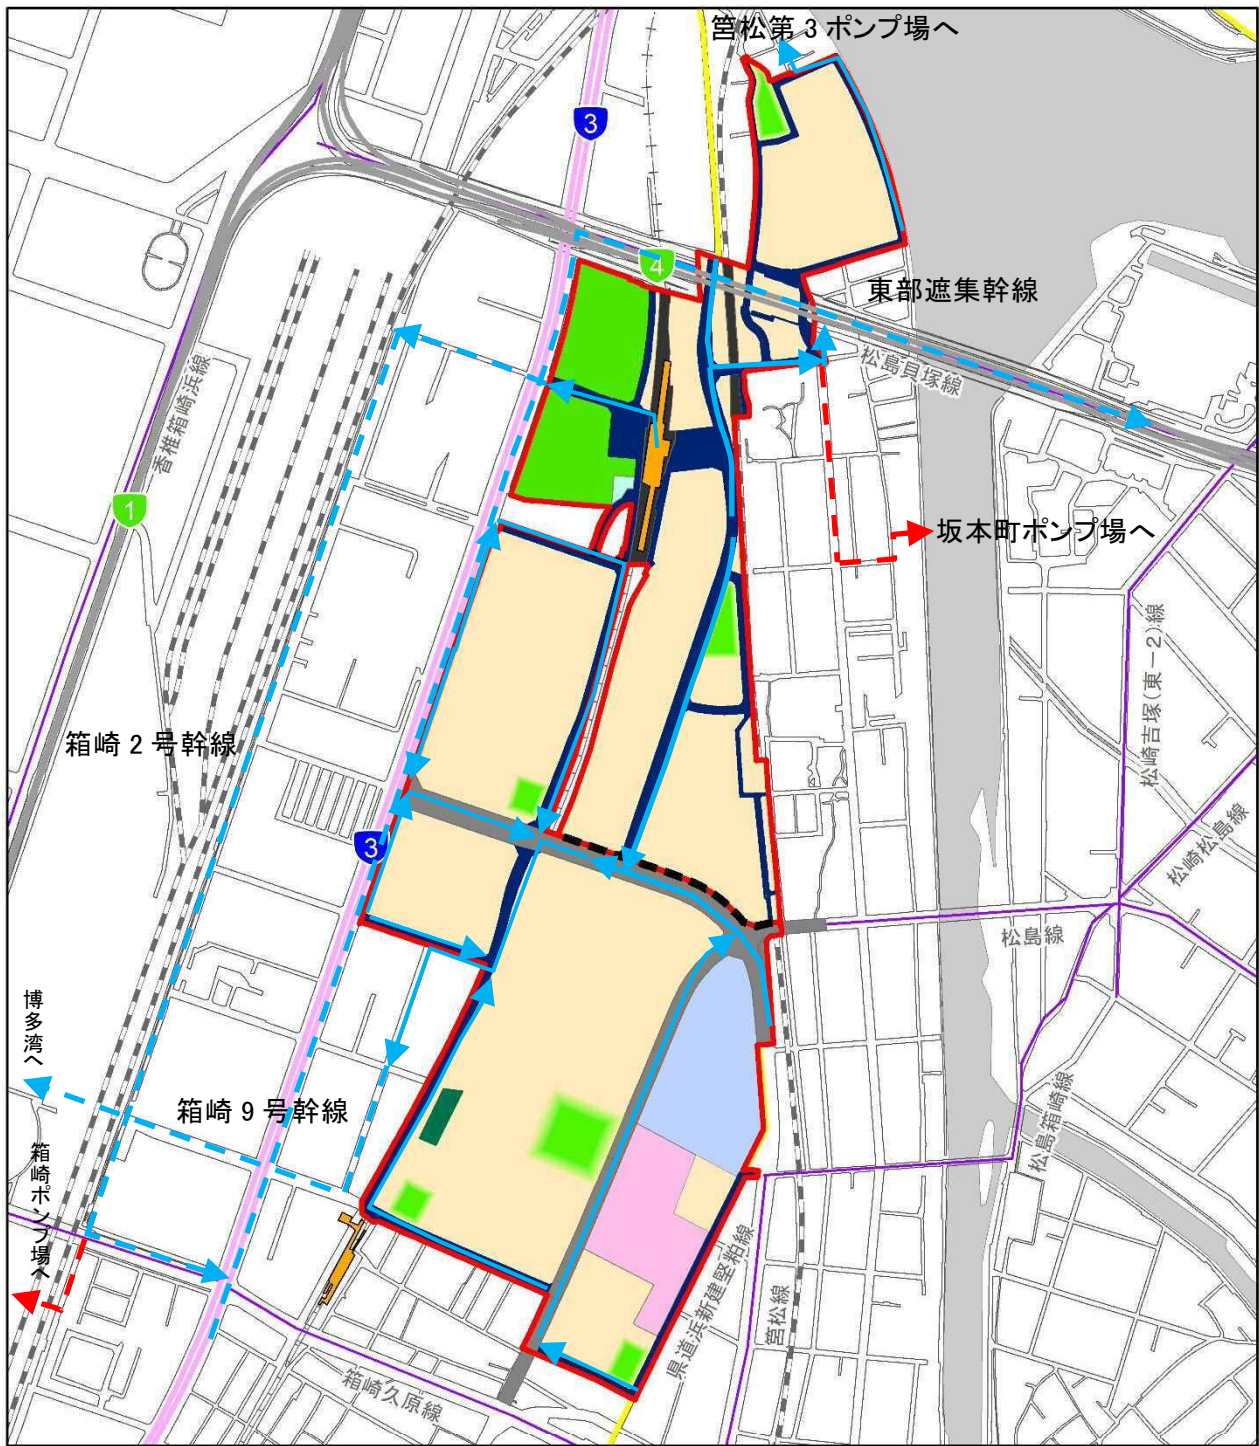 筥松第3ポンプ場へ
3
4
東部遮集幹線
松島貝塚線
香椎箱崎浜線
1
坂本町ポンプ場へ
松崎吉塚(東-2)線
箱崎2号幹線
3
松崎松島線
松島線
博多湾へ
箱崎9号幹線
松島箱崎線
箱崎ポンプ場へ
県道浜新建堅粕線
筥松線
箱崎久原線